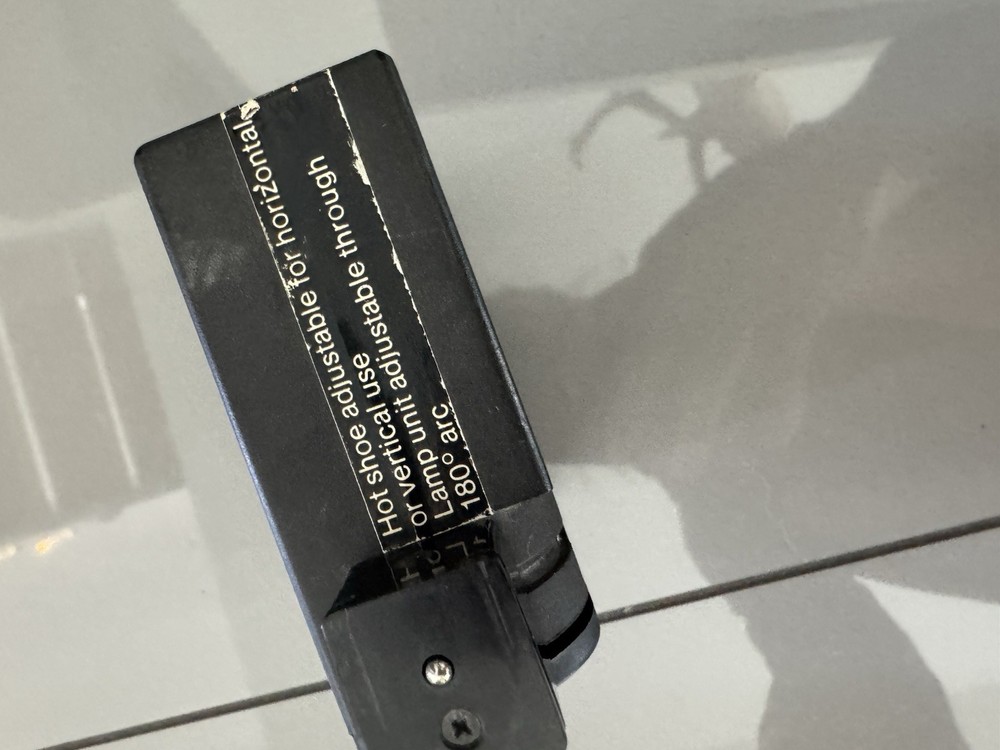 Hot shoe adjustable for horizontal
or vertical use
Lamp unit adjustable through
180° arc